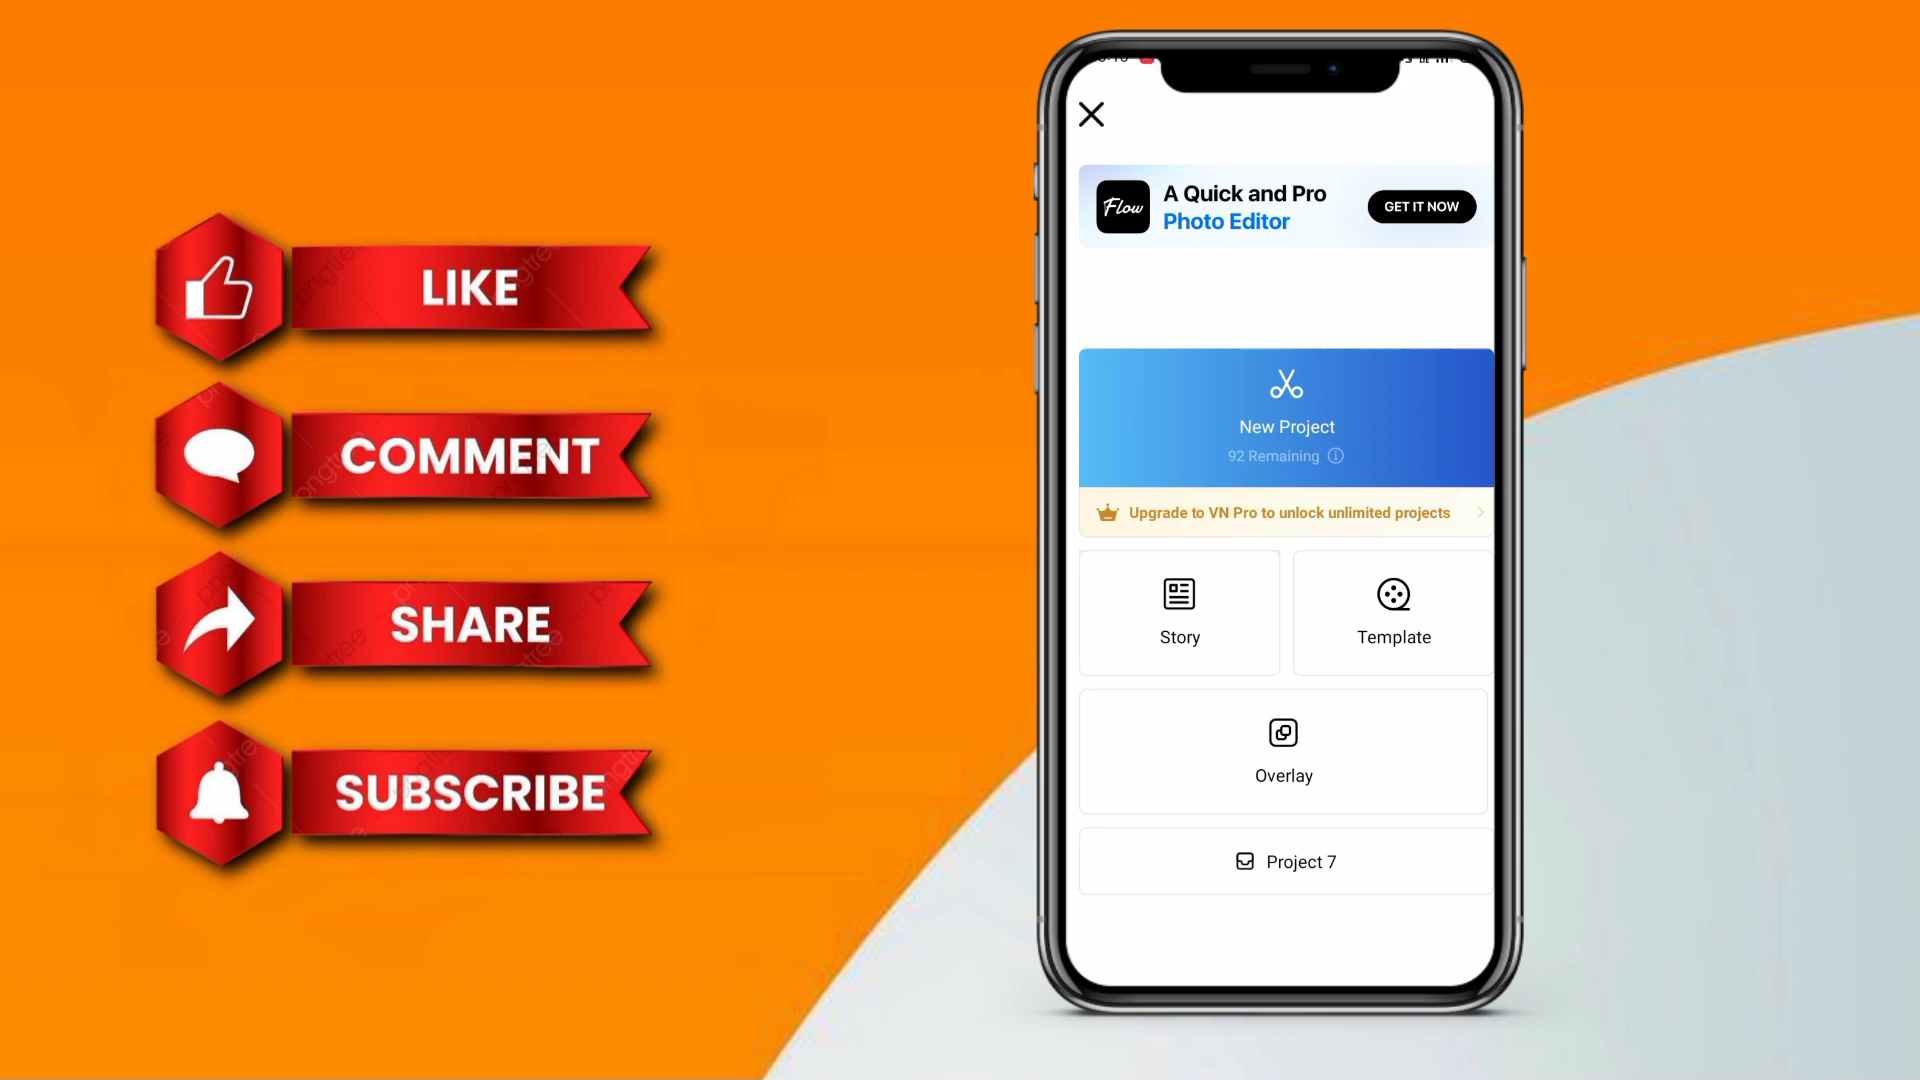 LIKE
COMMENT
SHARE
SUBSCRIBE
Flow
A Quick and Pro
Photo Editor
GET IT NOW
New Project
92 Remaining
Upgrade to VN Pro to unlock unlimited projects
Story
Template
Overlay
Project 7